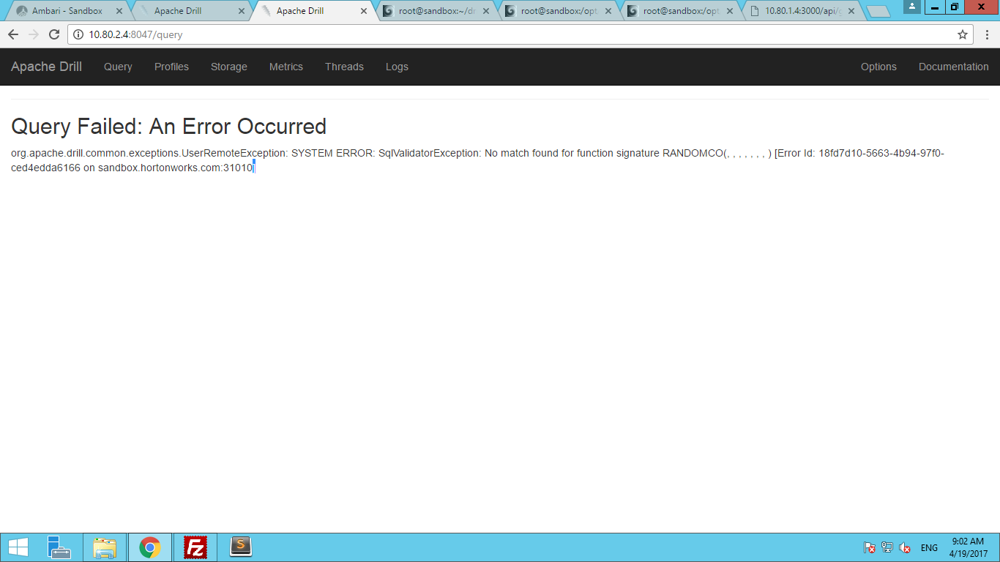 Ambari - Sandbox
Apache Drill
Apache Drill
root@sandbox:~/dr
root@sandbox:/opt
root@sandbox:/opt
10.80.1.4:3000/api/g
10.80.2.4:8047/query
Apache Drill Query Profiles Storage Metrics Threads Logs Options Documentation
Query Failed: An Error Occurred
org.apache.drill.common.exceptions.UserRemoteException: SYSTEM ERROR: SqlValidatorException: No match found for function signature RANDOMCO(, , , , , , , ) [Error Id: 18fd7d10-5663-4b94-97f0-
ced4edda6166 on sandbox.hortonworks.com:31010]
ENG
9:02 AM
4/19/2017